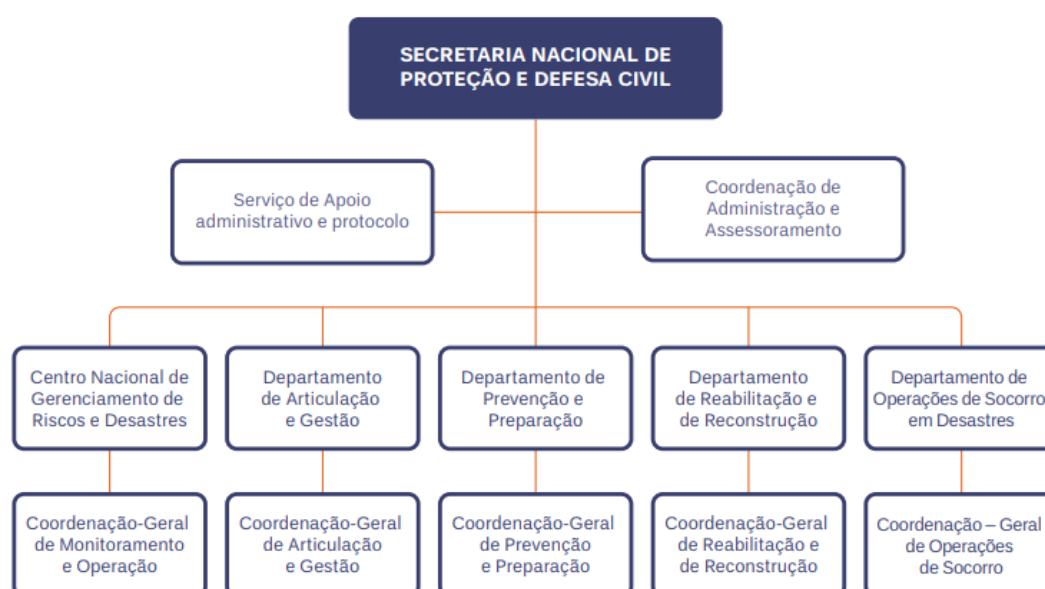 SECRETARIA NACIONAL DE
PROTEÇÃO E DEFESA CIVIL
Serviço de Apoio
administrativo e protocolo
Coordenação de
Administração e
Assessoramento
Centro Nacional de
Gerenciamento de
Riscos e Desastres
Departamento
de Articulação
e Gestão
Departamento de
Prevenção e
Preparação
Departamento
de Reabilitação e
de Reconstrução
Departamento de
Operações de Socorro
em Desastres
Coordenação-Geral
de Monitoramento
e Operação
Coordenação-Geral
de Articulação
e Gestão
Coordenação-Geral
de Prevenção
e Preparação
Coordenação-Geral
de Reabilitação e
de Reconstrução
Coordenação – Geral
de Operações
de Socorro